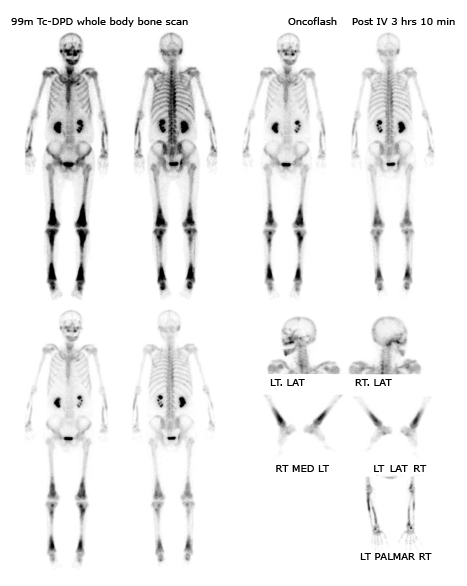 99m Tc-DPD whole body bone scan Oncoflash Post IV 3 hrs 10 min
LT. LAT RT. LAT
RT MED LT LT LAT RT
LT PALMAR RT